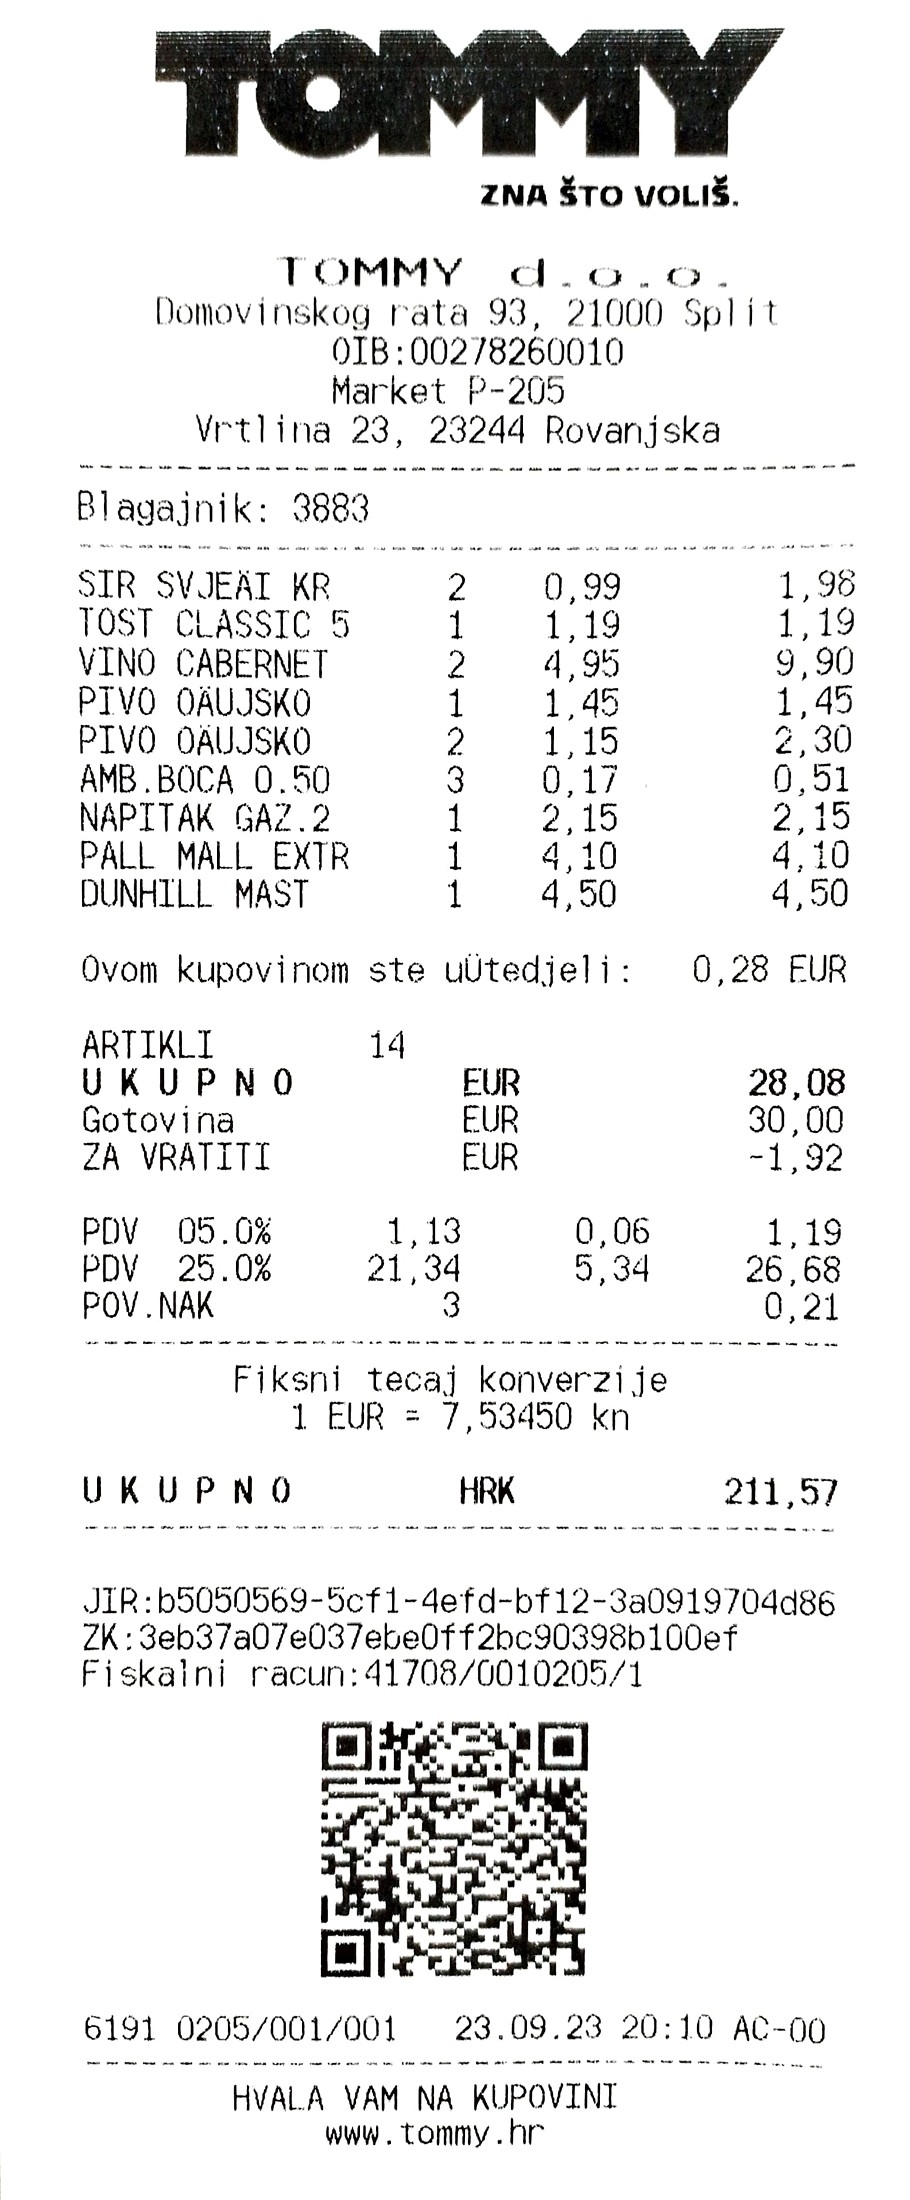 TOMMY
ZNA ŠTO VOLIŠ.
TOMMY d.o.o.
Domovinskog rata 93, 21000 Split
OIB:00278260010
Market P-205
Vrtlina 23, 23244 Rovanjska
Blagajnik: 3883
SIR SVJEÄI KR 2 0,99 1,98
TOST CLASSIC 5 1 1,19 1,19
VINO CABERNET 2 4,95 9,90
PIVO OÄUJSKO 1 1,45 1,45
PIVO OÄUJSKO 2 1,15 2,30
AMB.BOCA 0.50 3 0,17 0,51
NAPITAK GAZ.2 1 2,15 2,15
PALL MALL EXTR 1 4,10 4,10
DUNHILL MAST 1 4,50 4,50
Ovom kupovinom ste uÜtedjeli: 0,28 EUR
ARTIKLI 14
U K U P N O EUR 28,08
Gotovina EUR 30,00
ZA VRATITI EUR -1,92
PDV 05.0% 1,13 0,06 1,19
PDV 25.0% 21,34 5,34 26,68
POV.NAK 3 0,21
Fiksni tecaj konverzije
1 EUR = 7,53450 kn
U K U P N O HRK 211,57
JIR:b5050569-5cf1-4efd-bf12-3a0919704d86
ZK:3eb37a07e037ebe0ff2bc90398b100ef
Fiskalni racun:41708/0010205/1
6191 0205/001/001 23.09.23 20:10 AC-00
HVALA VAM NA KUPOVINI
www.tommy.hr